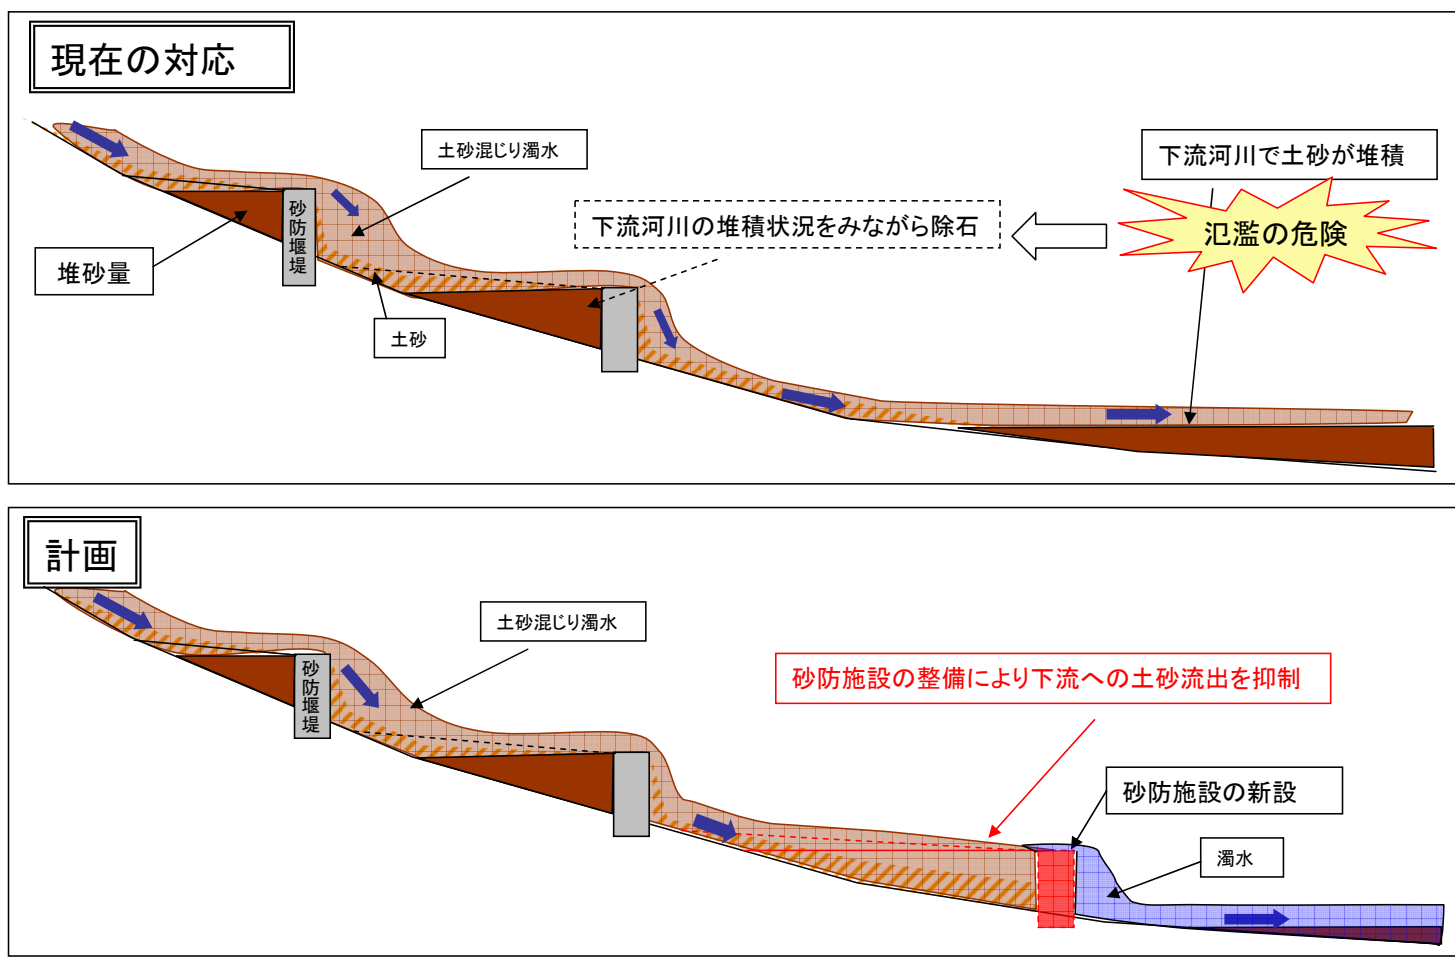 現在の対応
土砂混じり濁水
下流河川で土砂が堆積
砂防堰堤
下流河川の堆積状況をみながら除石
氾濫の危険
堆砂量
土砂
計画
土砂混じり濁水
砂防堰堤
砂防施設の整備により下流への土砂流出を抑制
砂防施設の新設
濁水